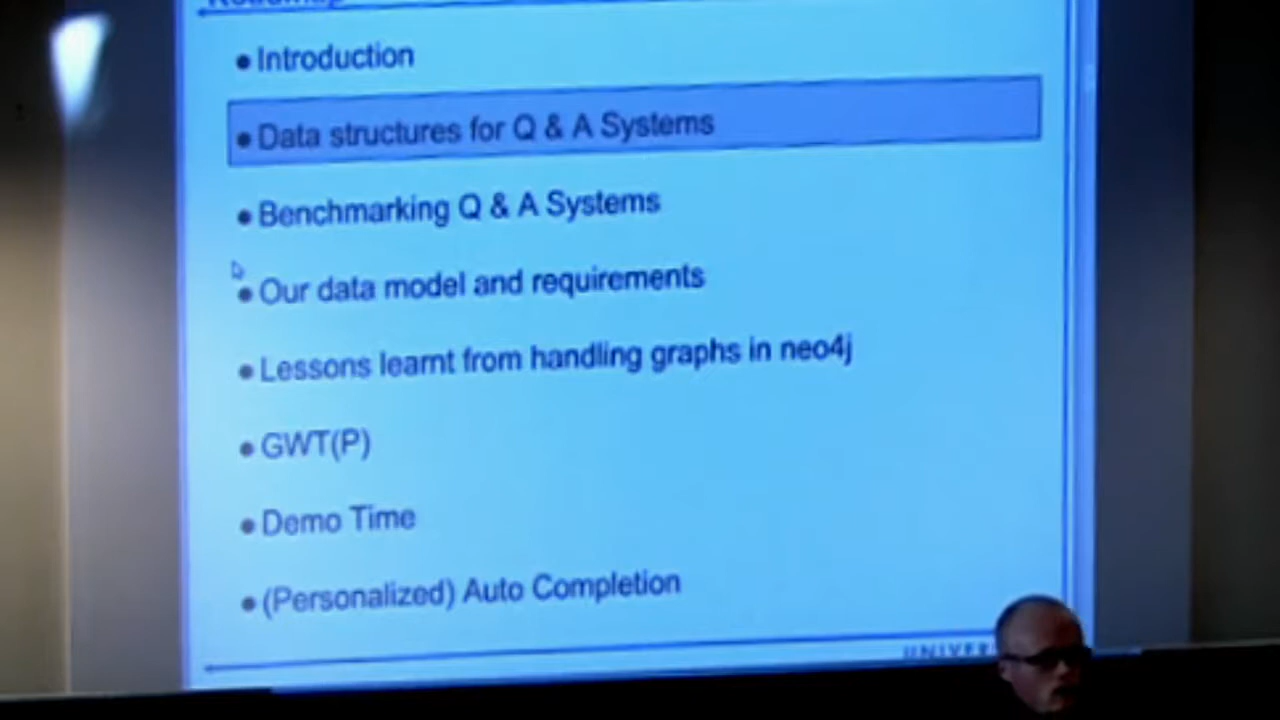 Roadmap
• Introduction
• Data structures for Q & A Systems
• Benchmarking Q & A Systems
• Our data model and requirements
• Lessons learnt from handling graphs in neo4j
• GWT(P)
• Demo Time
• (Personalized) Auto Completion